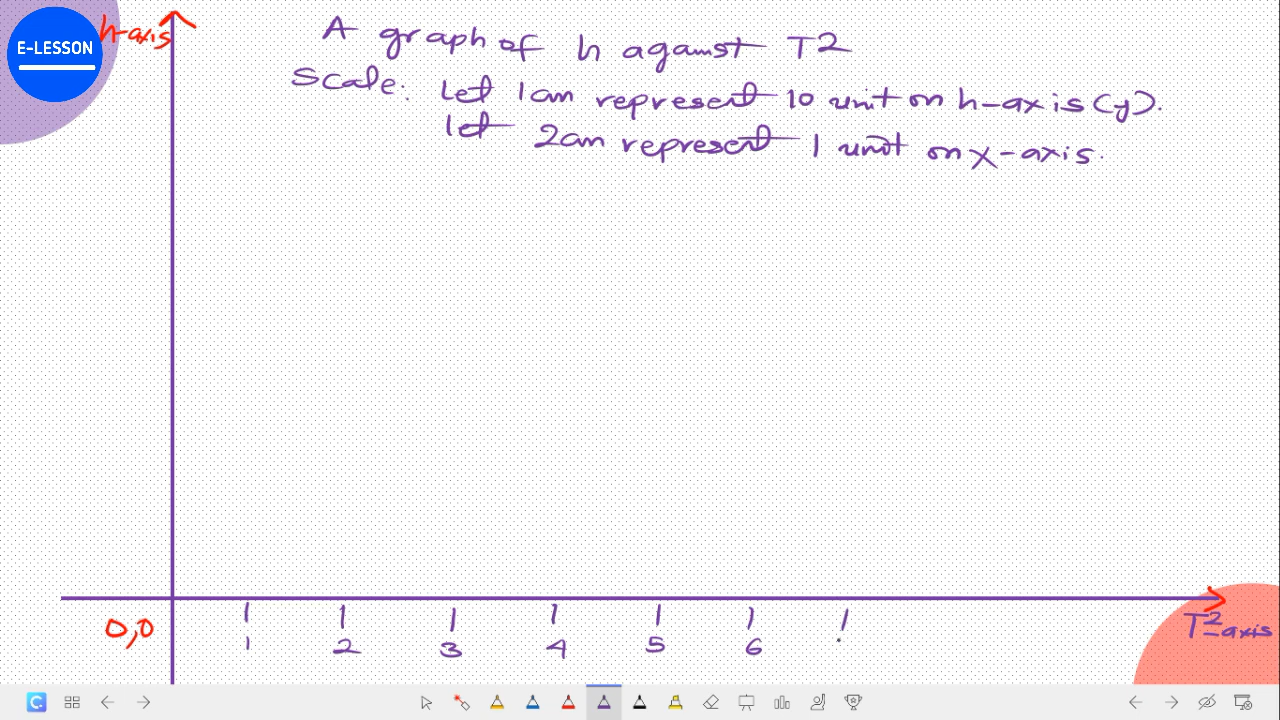 E-LESSON
h-axis
A graph of h against T2
Scale: Let 1cm represent 10 unit on h-axis (y).
let 2cm represent 1 unit on x-axis.
0,0
1 2 3 4 5 6
T²-axis